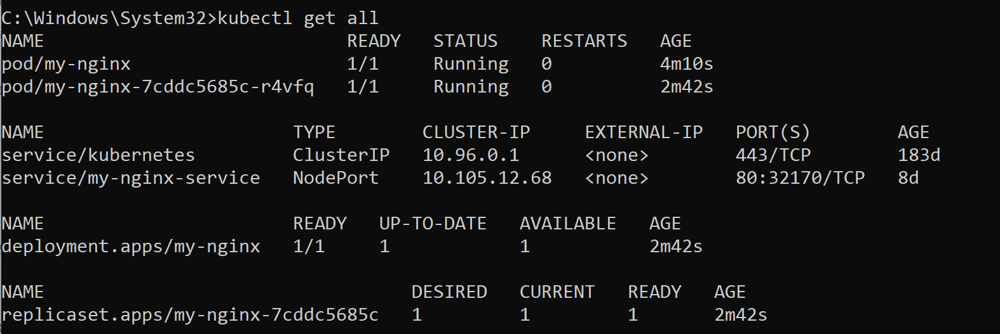 C:\Windows\System32>kubectl get all
NAME                            READY   STATUS    RESTARTS   AGE
pod/my-nginx                    1/1     Running   0          4m10s
pod/my-nginx-7cddc5685c-r4vfq   1/1     Running   0          2m42s

NAME                       TYPE        CLUSTER-IP     EXTERNAL-IP   PORT(S)        AGE
service/kubernetes         ClusterIP   10.96.0.1      <none>        443/TCP        183d
service/my-nginx-service   NodePort    10.105.12.68   <none>        80:32170/TCP   8d

NAME                       READY   UP-TO-DATE   AVAILABLE   AGE
deployment.apps/my-nginx   1/1     1            1           2m42s

NAME                                  DESIRED   CURRENT   READY   AGE
replicaset.apps/my-nginx-7cddc5685c   1         1         1       2m42s